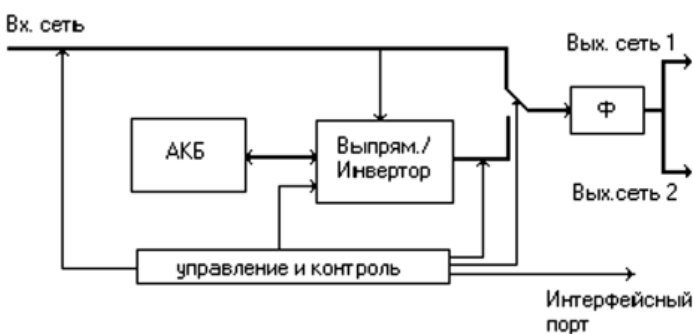 Вх. сеть
Вых. сеть 1
АКБ
Выпрям./
Инвертор
Ф
Вых.сеть 2
управление и контроль
Интерфейсный
порт